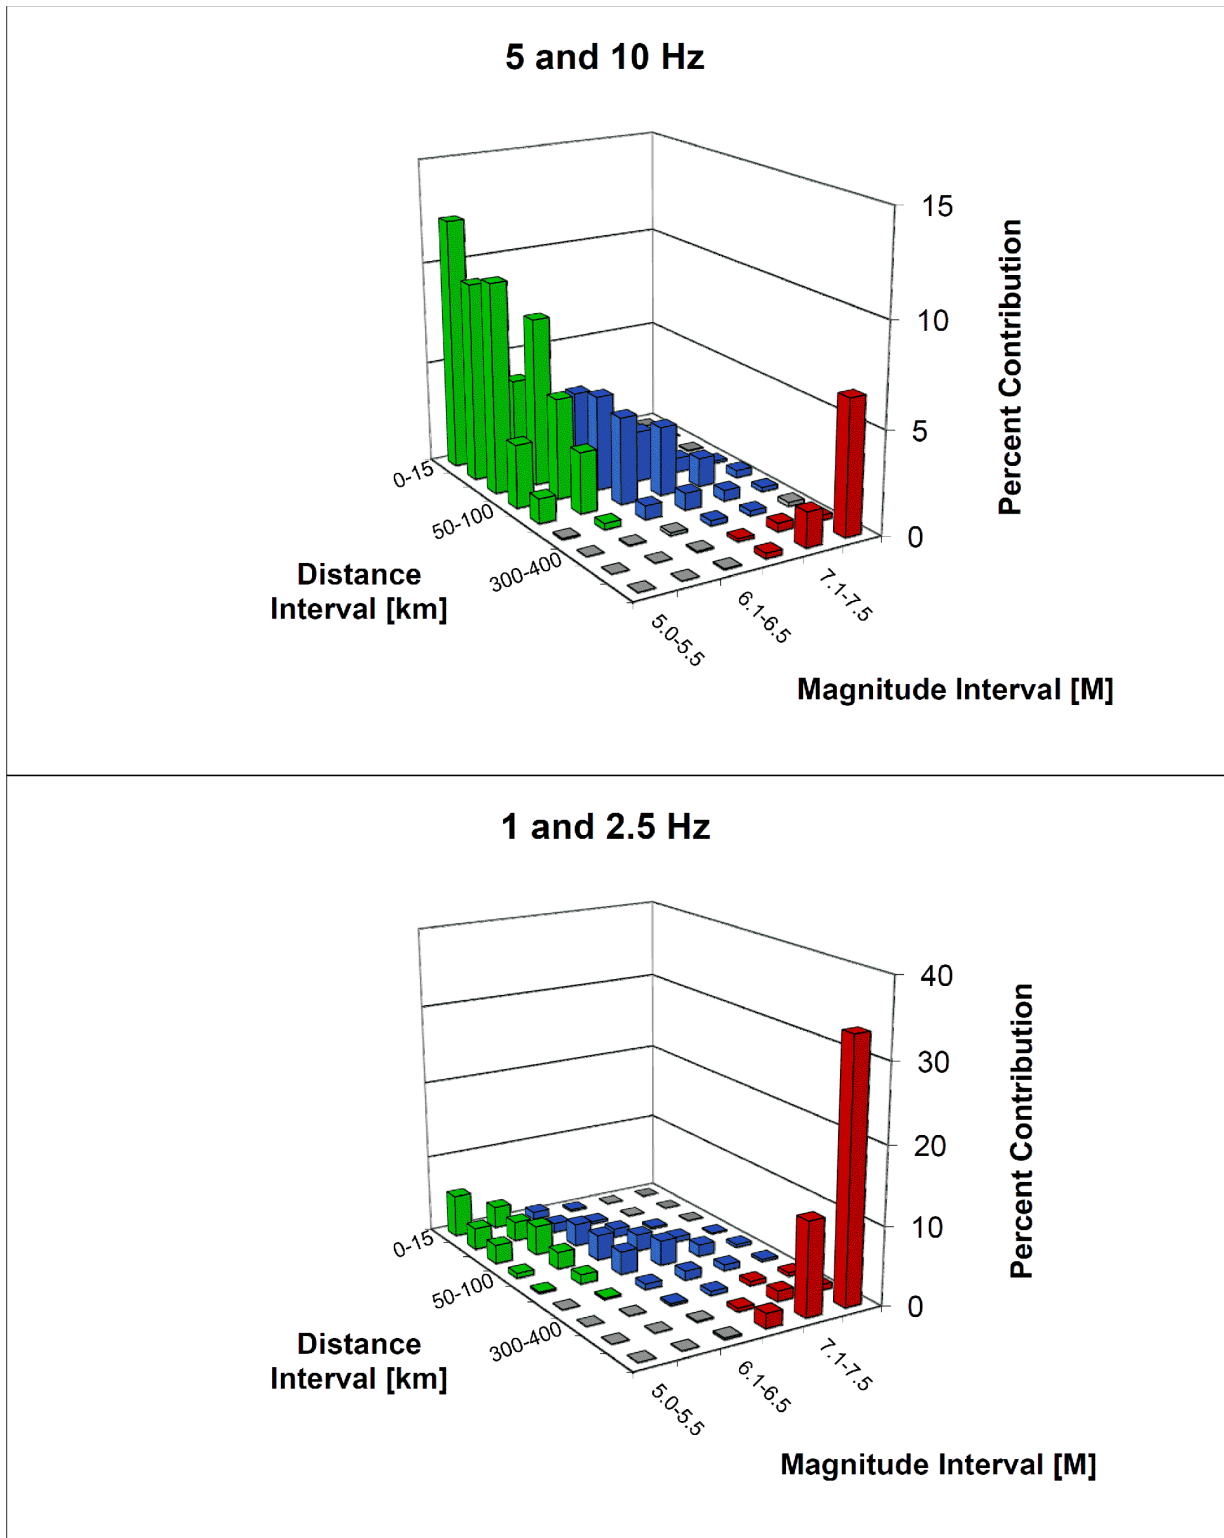 5 and 10 Hz
15
10
5
0
Percent Contribution
0-15
50-100
300-400
Distance
Interval [km]
5.0-5.5
6.1-6.5
7.1-7.5
Magnitude Interval [M]
1 and 2.5 Hz
40
30
20
10
0
Percent Contribution
0-15
50-100
300-400
Distance
Interval [km]
5.0-5.5
6.1-6.5
7.1-7.5
Magnitude Interval [M]